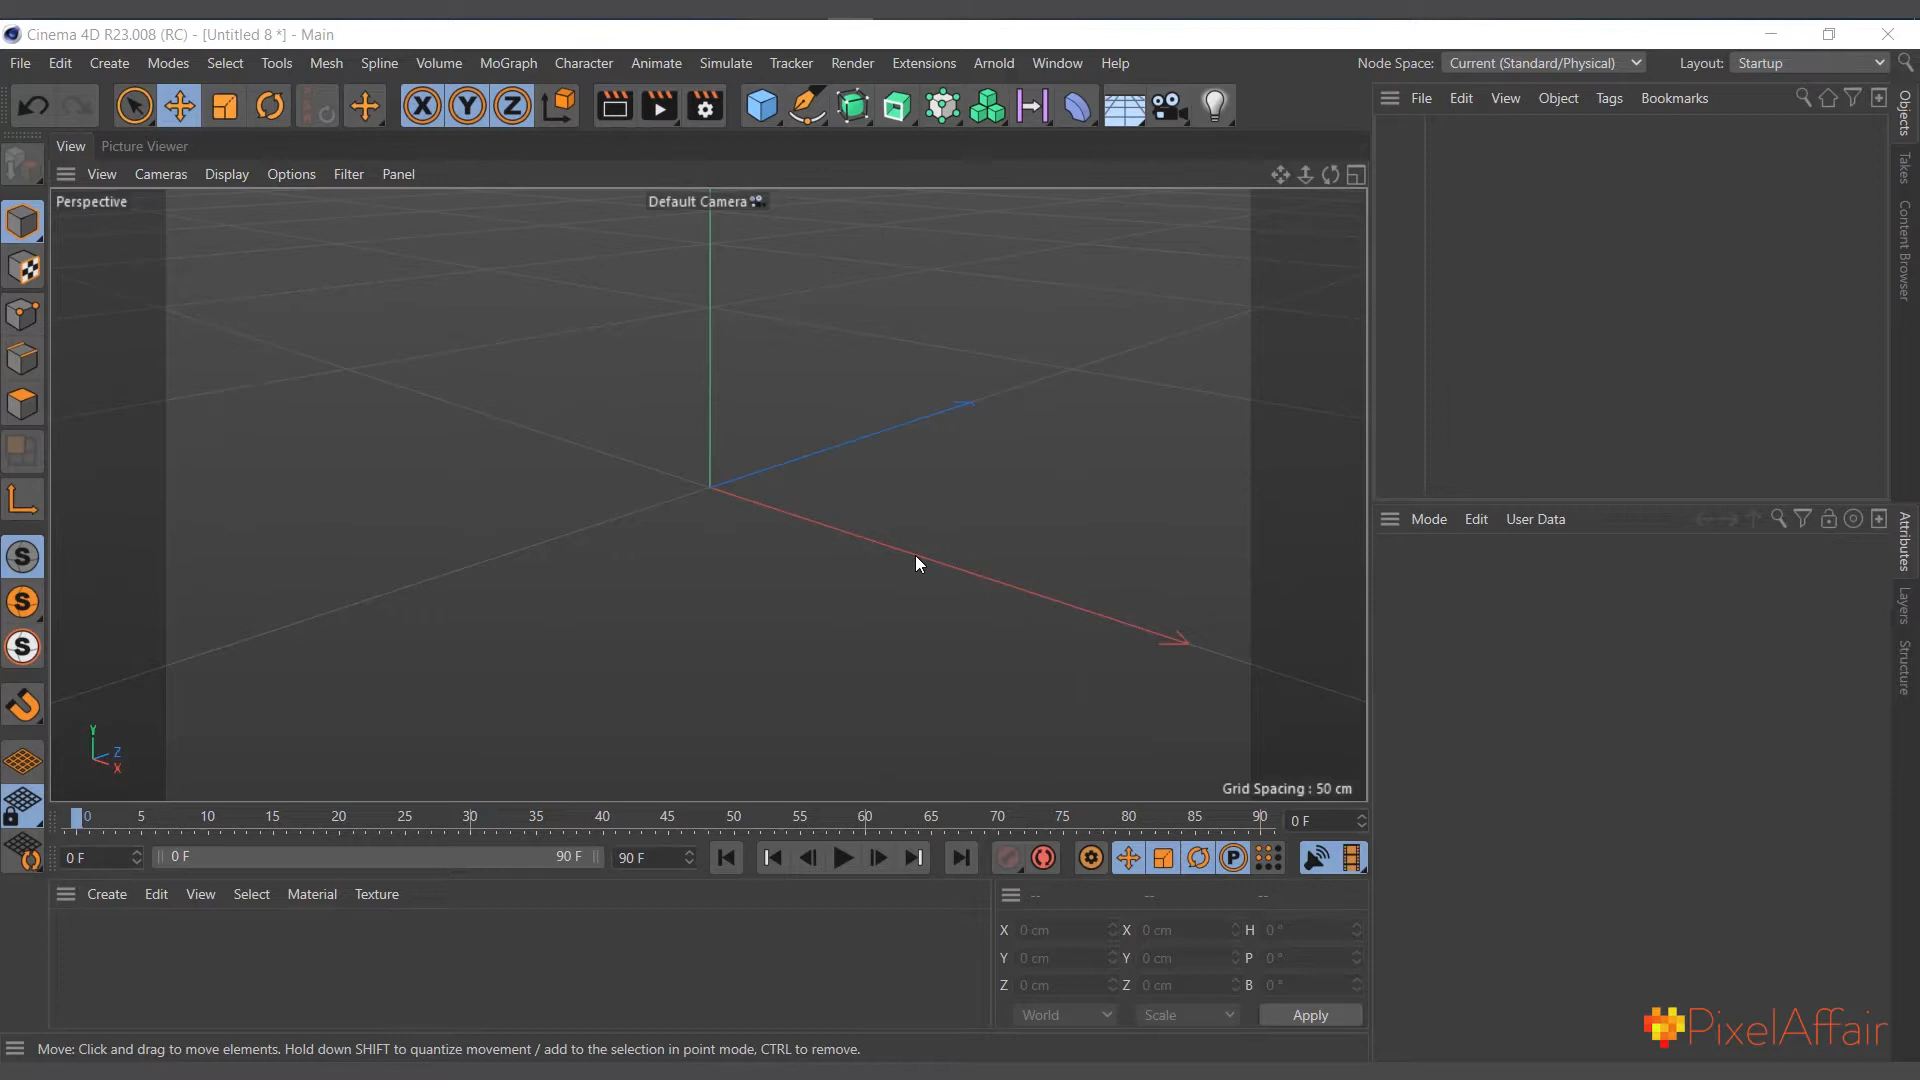 Cinema 4D R23.008 (RC) - [Untitled 8 *] - Main
File Edit Create Modes Select Tools Mesh Spline Volume MoGraph Character Animate Simulate Tracker Render Extensions Arnold Window Help Node Space: Current (Standard/Physical) Layout: Startup
X Y Z
File Edit View Object Tags Bookmarks
Objects
Takes
Content Browser
View Picture Viewer
View Cameras Display Options Filter Panel
Perspective
Default Camera
S
S
S
Y
Z
X
Grid Spacing : 50 cm
Mode Edit User Data
Attributes
Layers
Structure
0 5 10 15 20 25 30 35 40 45 50 55 60 65 70 75 80 85 90 0 F
0 F 0 F 90 F 90 F P
Create Edit View Select Material Texture
-- -- --
X 0 cm X 0 cm H 0 °
Y 0 cm Y 0 cm P 0 °
Z 0 cm Z 0 cm B 0 °
World Scale Apply
Move: Click and drag to move elements. Hold down SHIFT to quantize movement / add to the selection in point mode, CTRL to remove.
PixelAffair